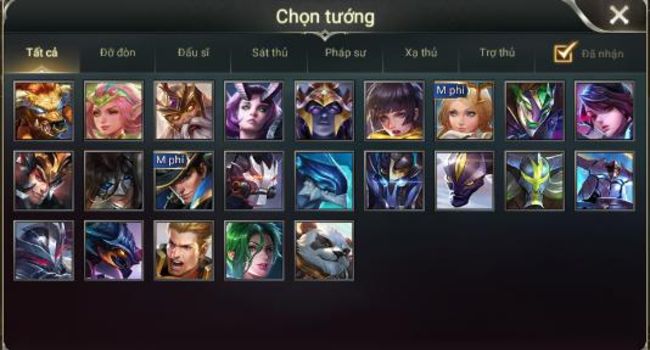 Chọn tướng
Tất cả Đỡ đòn Đấu sĩ Sát thủ Pháp sư Xạ thủ Trợ thủ Đã nhận
M phí
M phí